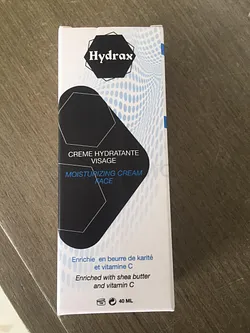 Hydrax
CREME HYDRATANTE
VISAGE
MOISTURIZING CREAM
FACE
Enrichie en beurre de karité
et vitamine C
Enriched with shea butter
and vitamin C
40 ML